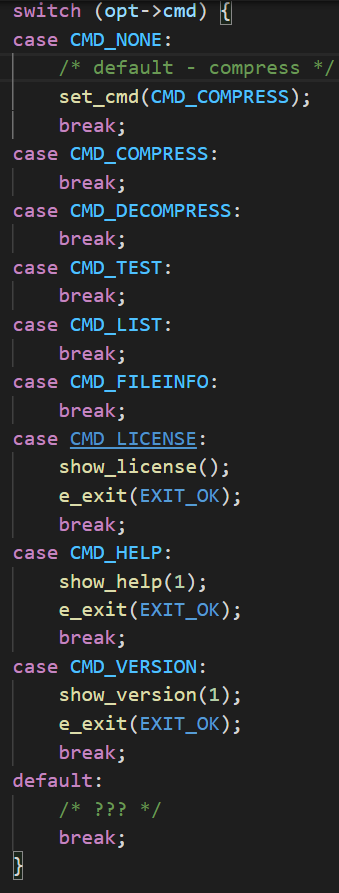 switch (opt->cmd) {
case CMD_NONE:
    /* default - compress */
    set_cmd(CMD_COMPRESS);
    break;
case CMD_COMPRESS:
    break;
case CMD_DECOMPRESS:
    break;
case CMD_TEST:
    break;
case CMD_LIST:
    break;
case CMD_FILEINFO:
    break;
case CMD_LICENSE:
    show_license();
    e_exit(EXIT_OK);
    break;
case CMD_HELP:
    show_help(1);
    e_exit(EXIT_OK);
    break;
case CMD_VERSION:
    show_version(1);
    e_exit(EXIT_OK);
    break;
default:
    /* ??? */
    break;
}